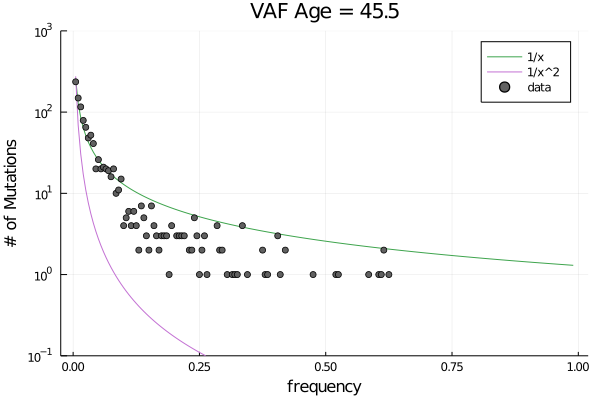 VAF Age = 45.5
10^3
10^2
10^1
10^0
10^-1
# of Mutations
1/x
1/x^2
data
0.00 0.25 0.50 0.75 1.00
frequency